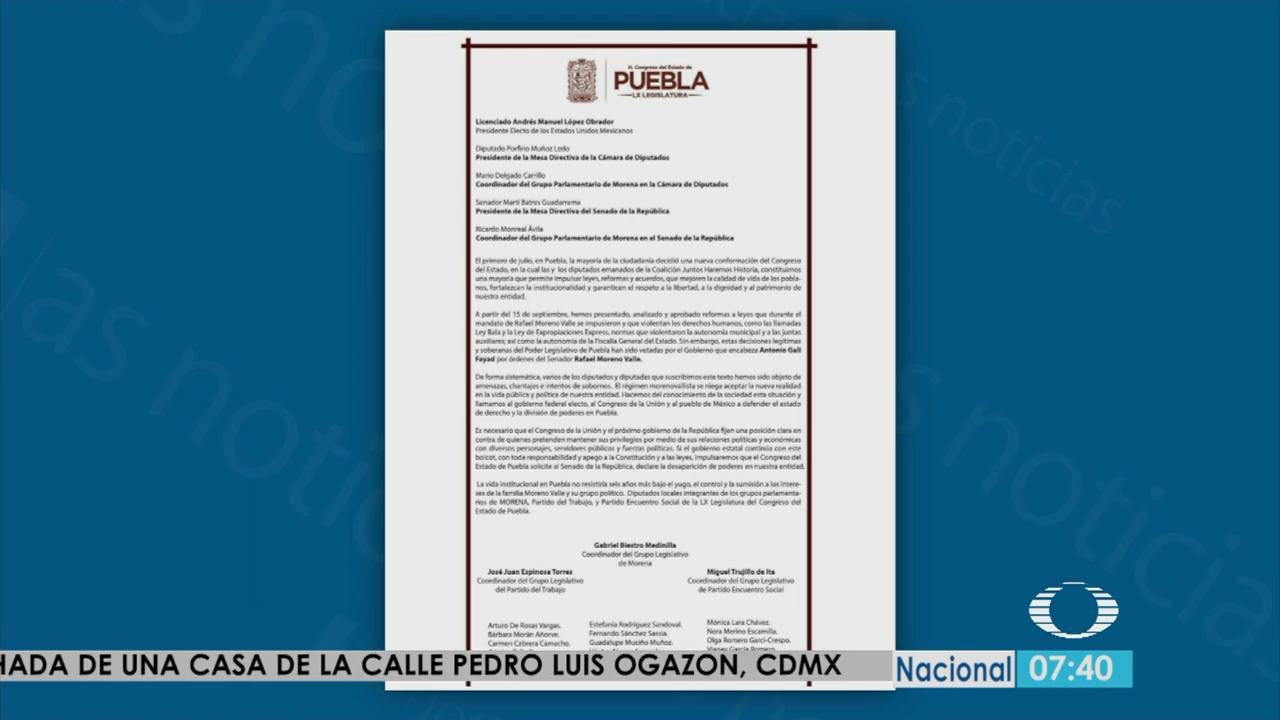 H. Congreso del Estado de
PUEBLA
LX LEGISLATURA
Licenciado Andrés Manuel López Obrador
Presidente Electo de los Estados Unidos Mexicanos
Diputado Porfirio Muñoz Ledo
Presidente de la Mesa Directiva de la Cámara de Diputados
Mario Delgado Carrillo
Coordinador del Grupo Parlamentario de Morena en la Cámara de Diputados
Senador Martí Batres Guadarrama
Presidente de la Mesa Directiva del Senado de la República
Ricardo Monreal Ávila
Coordinador del Grupo Parlamentario de Morena en el Senado de la República
El primero de julio, en Puebla, la mayoría de la ciudadanía decidió una nueva conformación del Congreso
del Estado, en la cual las y los diputados emanados de la Coalición Juntos Haremos Historia, constituimos
una mayoría que permite impulsar leyes, reformas y acuerdos, que mejoren la calidad de vida de los pobla-
nos, fortalezcan la institucionalidad y garanticen el respeto a la libertad, a la dignidad y al patrimonio de
nuestra entidad.
A partir del 15 de septiembre, hemos presentado, analizado y aprobado reformas a leyes que durante el
mandato de Rafael Moreno Valle se impusieron y que violentan los derechos humanos, como las llamadas
Ley Bala y la Ley de Expropiaciones Express, normas que violentaron la autonomía municipal y a las juntas
auxiliares; así como la autonomía de la Fiscalía General del Estado. Sin embargo, estas decisiones legítimas
y soberanas del Poder Legislativo de Puebla han sido vetadas por el Gobierno que encabeza Antonio Gali
Fayad por órdenes del Senador Rafael Moreno Valle.
De forma sistemática, varios de los diputados y diputadas que suscribimos este texto hemos sido objeto de
amenazas, chantajes e intentos de sobornos. El régimen morenovallista se niega aceptar la nueva realidad
en la vida pública y política de nuestra entidad. Hacemos del conocimiento de la sociedad esta situación y
llamamos al gobierno federal electo, al Congreso de la Unión y al pueblo de México a defender el estado
de derecho y la división de poderes en Puebla.
Es necesario que el Congreso de la Unión y el próximo gobierno de la República fijen una posición clara en
contra de quienes pretenden mantener sus privilegios por medio de sus relaciones políticas y económicas
con diversos personajes, servidores públicos y fuerzas políticas. Si el gobierno estatal continúa con este
boicot, con toda responsabilidad y apego a la Constitución y a las leyes, impulsaremos que el Congreso del
Estado de Puebla solicite al Senado de la República, declare la desaparición de poderes en nuestra entidad.
La vida institucional en Puebla no resistiría seis años más bajo el yugo, el control y la sumisión a los intere-
ses de la familia Moreno Valle y su grupo político. Diputados locales integrantes de los grupos parlamenta-
rios de MORENA, Partido del Trabajo, y Partido Encuentro Social de la LX Legislatura del Congreso del
Estado de Puebla.
Gabriel Biestro Medinilla
Coordinador del Grupo Legislativo
de Morena
José Juan Espinosa Torres
Coordinador del Grupo Legislativo
del Partido del Trabajo
Miguel Trujillo de Ita
Coordinador del Grupo Legislativo
de Partido Encuentro Social
Arturo De Rosas Vargas.
Bárbara Morán Añorve.
Carmen Cabrera Camacho.
Estefanía Rodríguez Sandoval.
Fernando Sánchez Sassia.
Guadalupe Muciño Muñoz.
Mónica Lara Chávez.
Nora Merino Escamilla.
Olga Romero Garci-Crespo.
HADA DE UNA CASA DE LA CALLE PEDRO LUIS OGAZON, CDMX
Nacional 07:40
las noticias